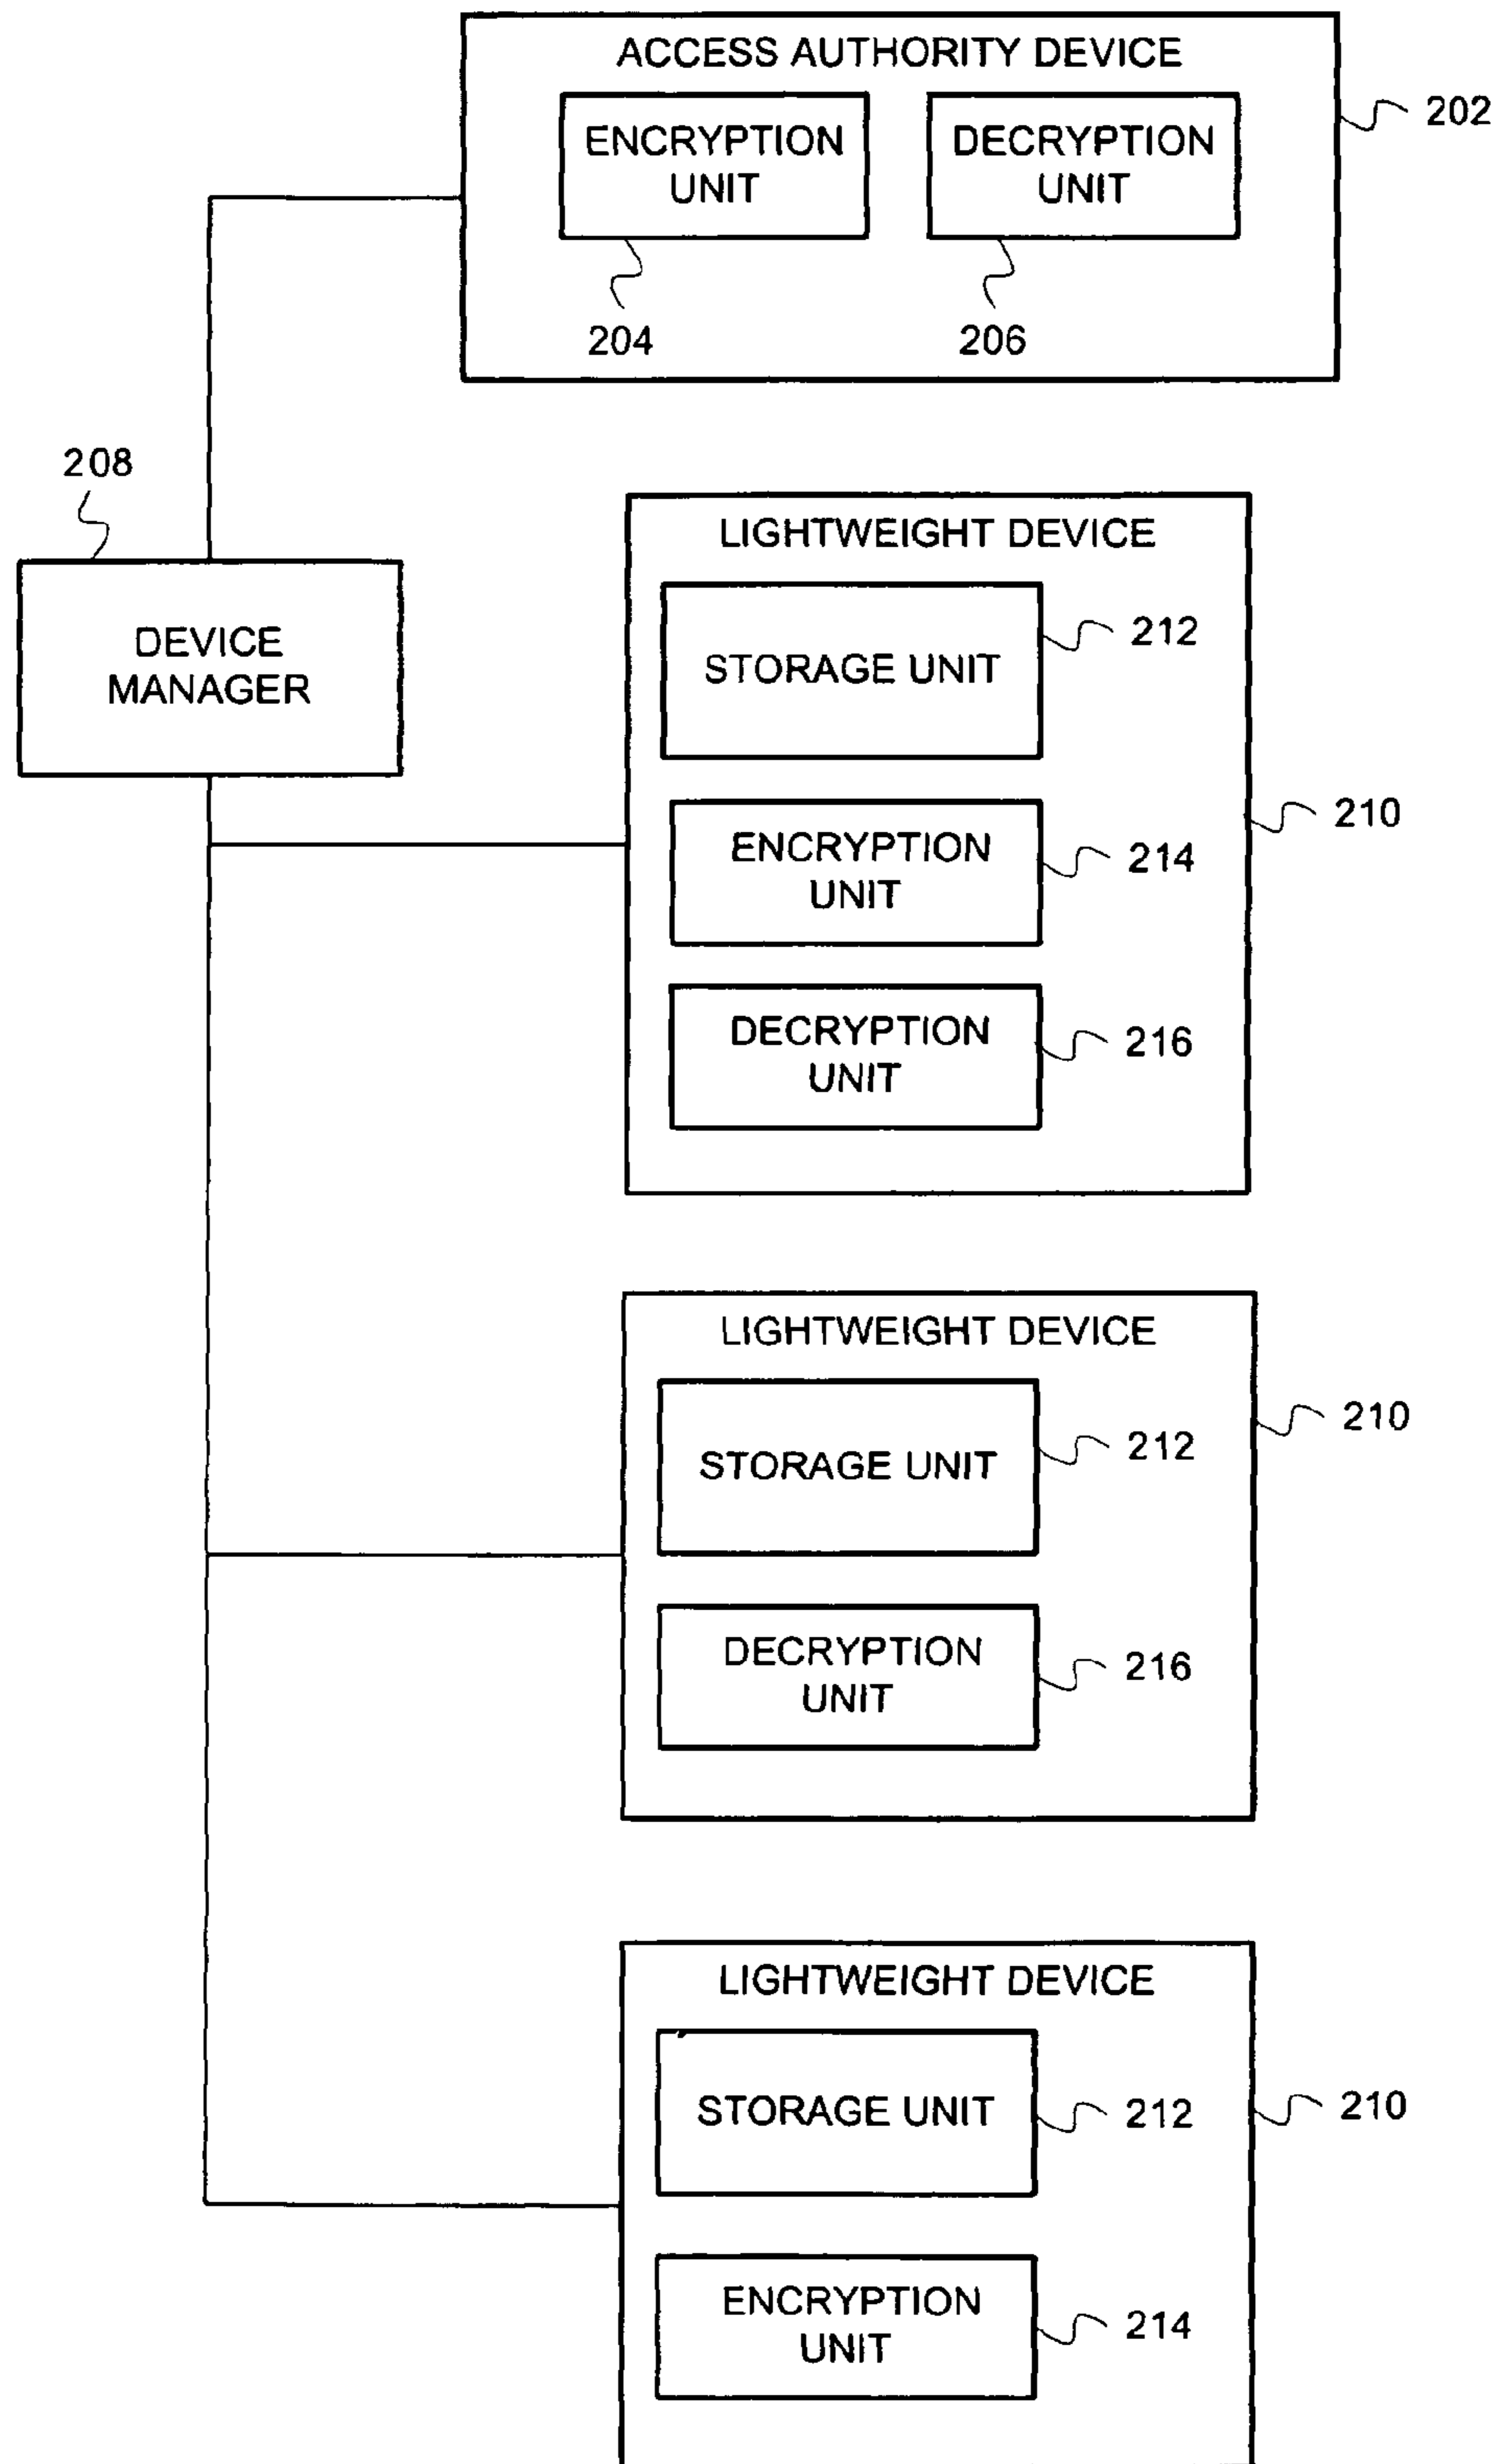 ACCESS AUTHORITY DEVICE
202
ENCRYPTION
UNIT
DECRYPTION
UNIT
204
206
208
DEVICE
MANAGER
LIGHTWEIGHT DEVICE
212
STORAGE UNIT
210
ENCRYPTION
UNIT
214
DECRYPTION
UNIT
216
LIGHTWEIGHT DEVICE
210
STORAGE UNIT
212
DECRYPTION
UNIT
216
LIGHTWEIGHT DEVICE
STORAGE UNIT
212
210
ENCRYPTION
UNIT
214